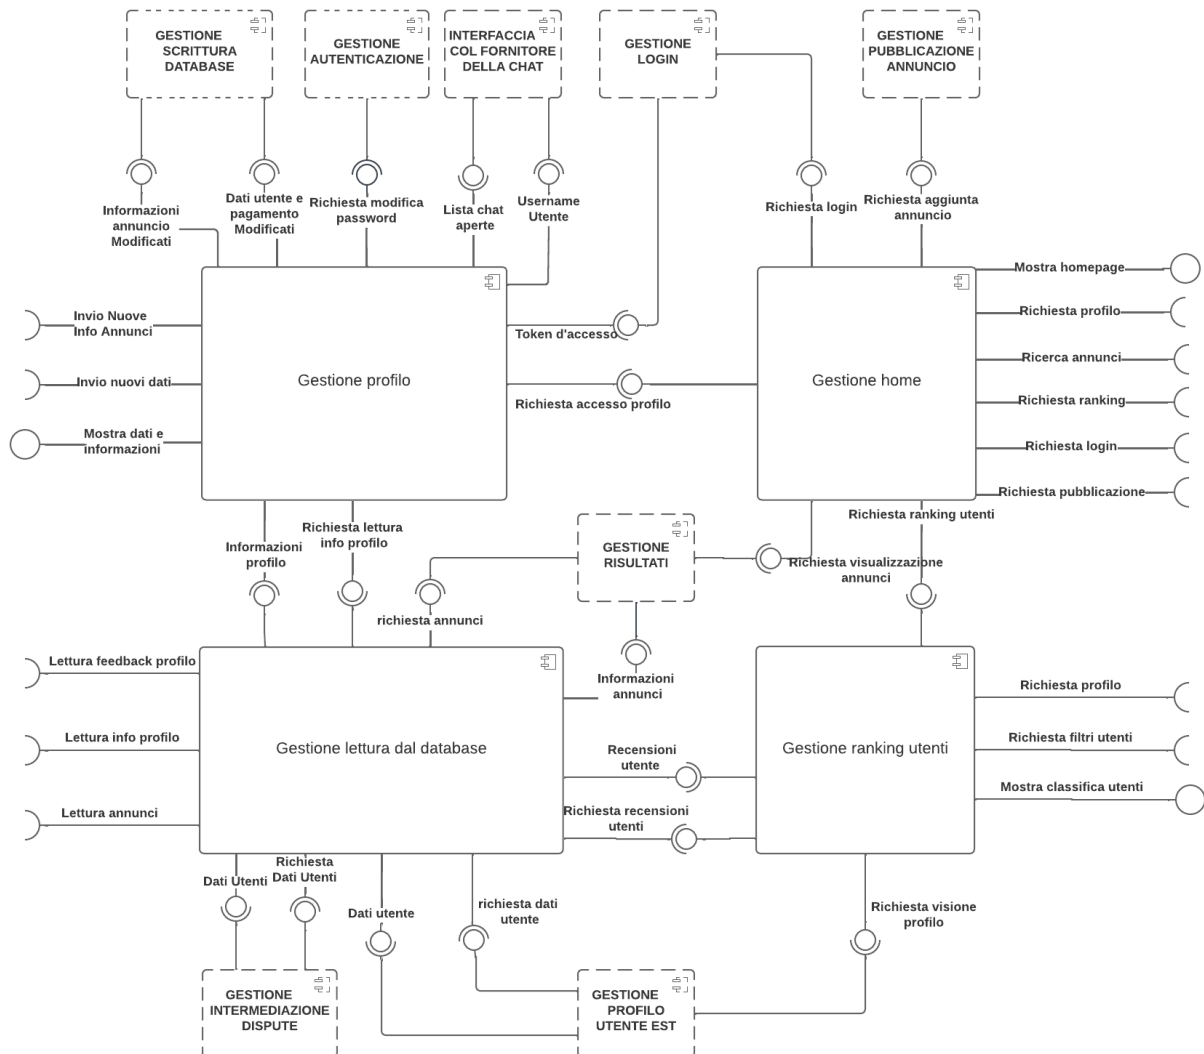 GESTIONE
SCRITTURA
DATABASE
GESTIONE
AUTENTICAZIONE
INTERFACCIA
COL FORNITORE
DELLA CHAT
GESTIONE
LOGIN
GESTIONE
PUBBLICAZIONE
ANNUNCIO
Informazioni
annuncio
Modificati
Dati utente e
pagamento
Modificati
Richiesta modifica
password
Lista chat
aperte
Username
Utente
Richiesta login
Richiesta aggiunta
annuncio
Invio Nuove
Info Annunci
Invio nuovi dati
Mostra dati e
informazioni
Gestione profilo
Token d'accesso
Richiesta accesso profilo
Gestione home
Mostra homepage
Richiesta profilo
Ricerca annunci
Richiesta ranking
Richiesta login
Richiesta pubblicazione
Informazioni
profilo
Richiesta lettura
info profilo
richiesta annunci
GESTIONE
RISULTATI
Richiesta visualizzazione
annunci
Richiesta ranking utenti
Informazioni
annunci
Lettura feedback profilo
Lettura info profilo
Lettura annunci
Gestione lettura dal database
Recensioni
utente
Richiesta recensioni
utenti
Gestione ranking utenti
Richiesta profilo
Richiesta filtri utenti
Mostra classifica utenti
Dati Utenti
Richiesta
Dati Utenti
Dati utente
richiesta dati
utente
Richiesta visione
profilo
GESTIONE
INTERMEDIAZIONE
DISPUTE
GESTIONE
PROFILO
UTENTE EST